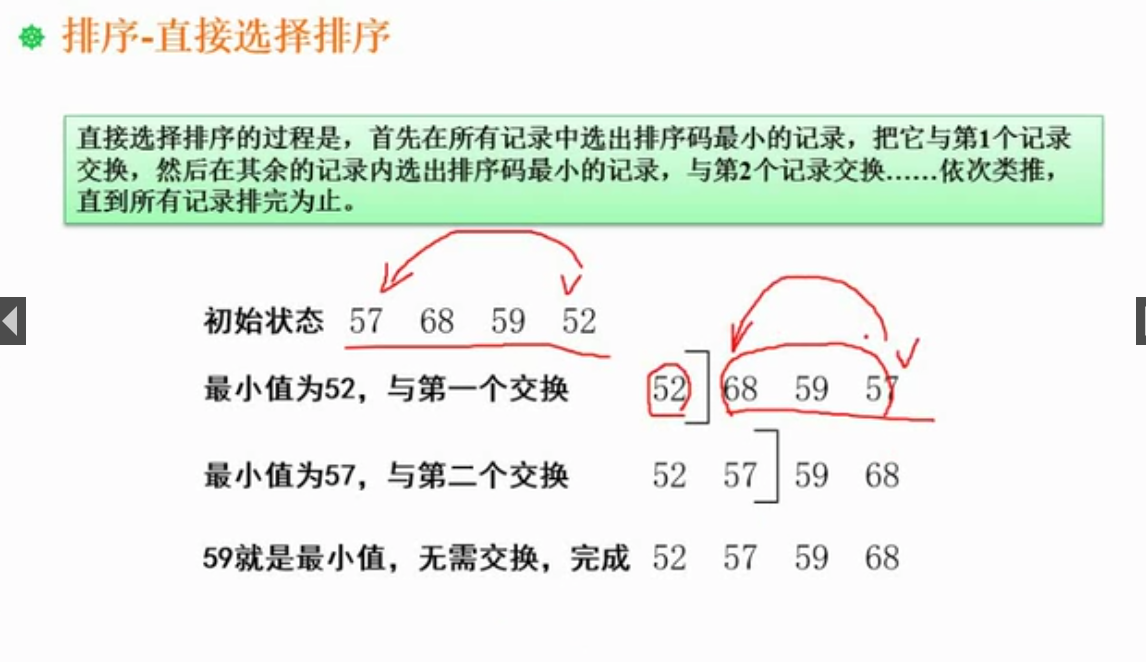 排序-直接选择排序
直接选择排序的过程是，首先在所有记录中选出排序码最小的记录，把它与第1个记录
交换，然后在其余的记录内选出排序码最小的记录，与第2个记录交换……依次类推，
直到所有记录排完为止。
初始状态 57 68 59 52
最小值为52，与第一个交换 52] 68 59 57
最小值为57，与第二个交换 52 57] 59 68
59就是最小值，无需交换，完成 52 57 59 68